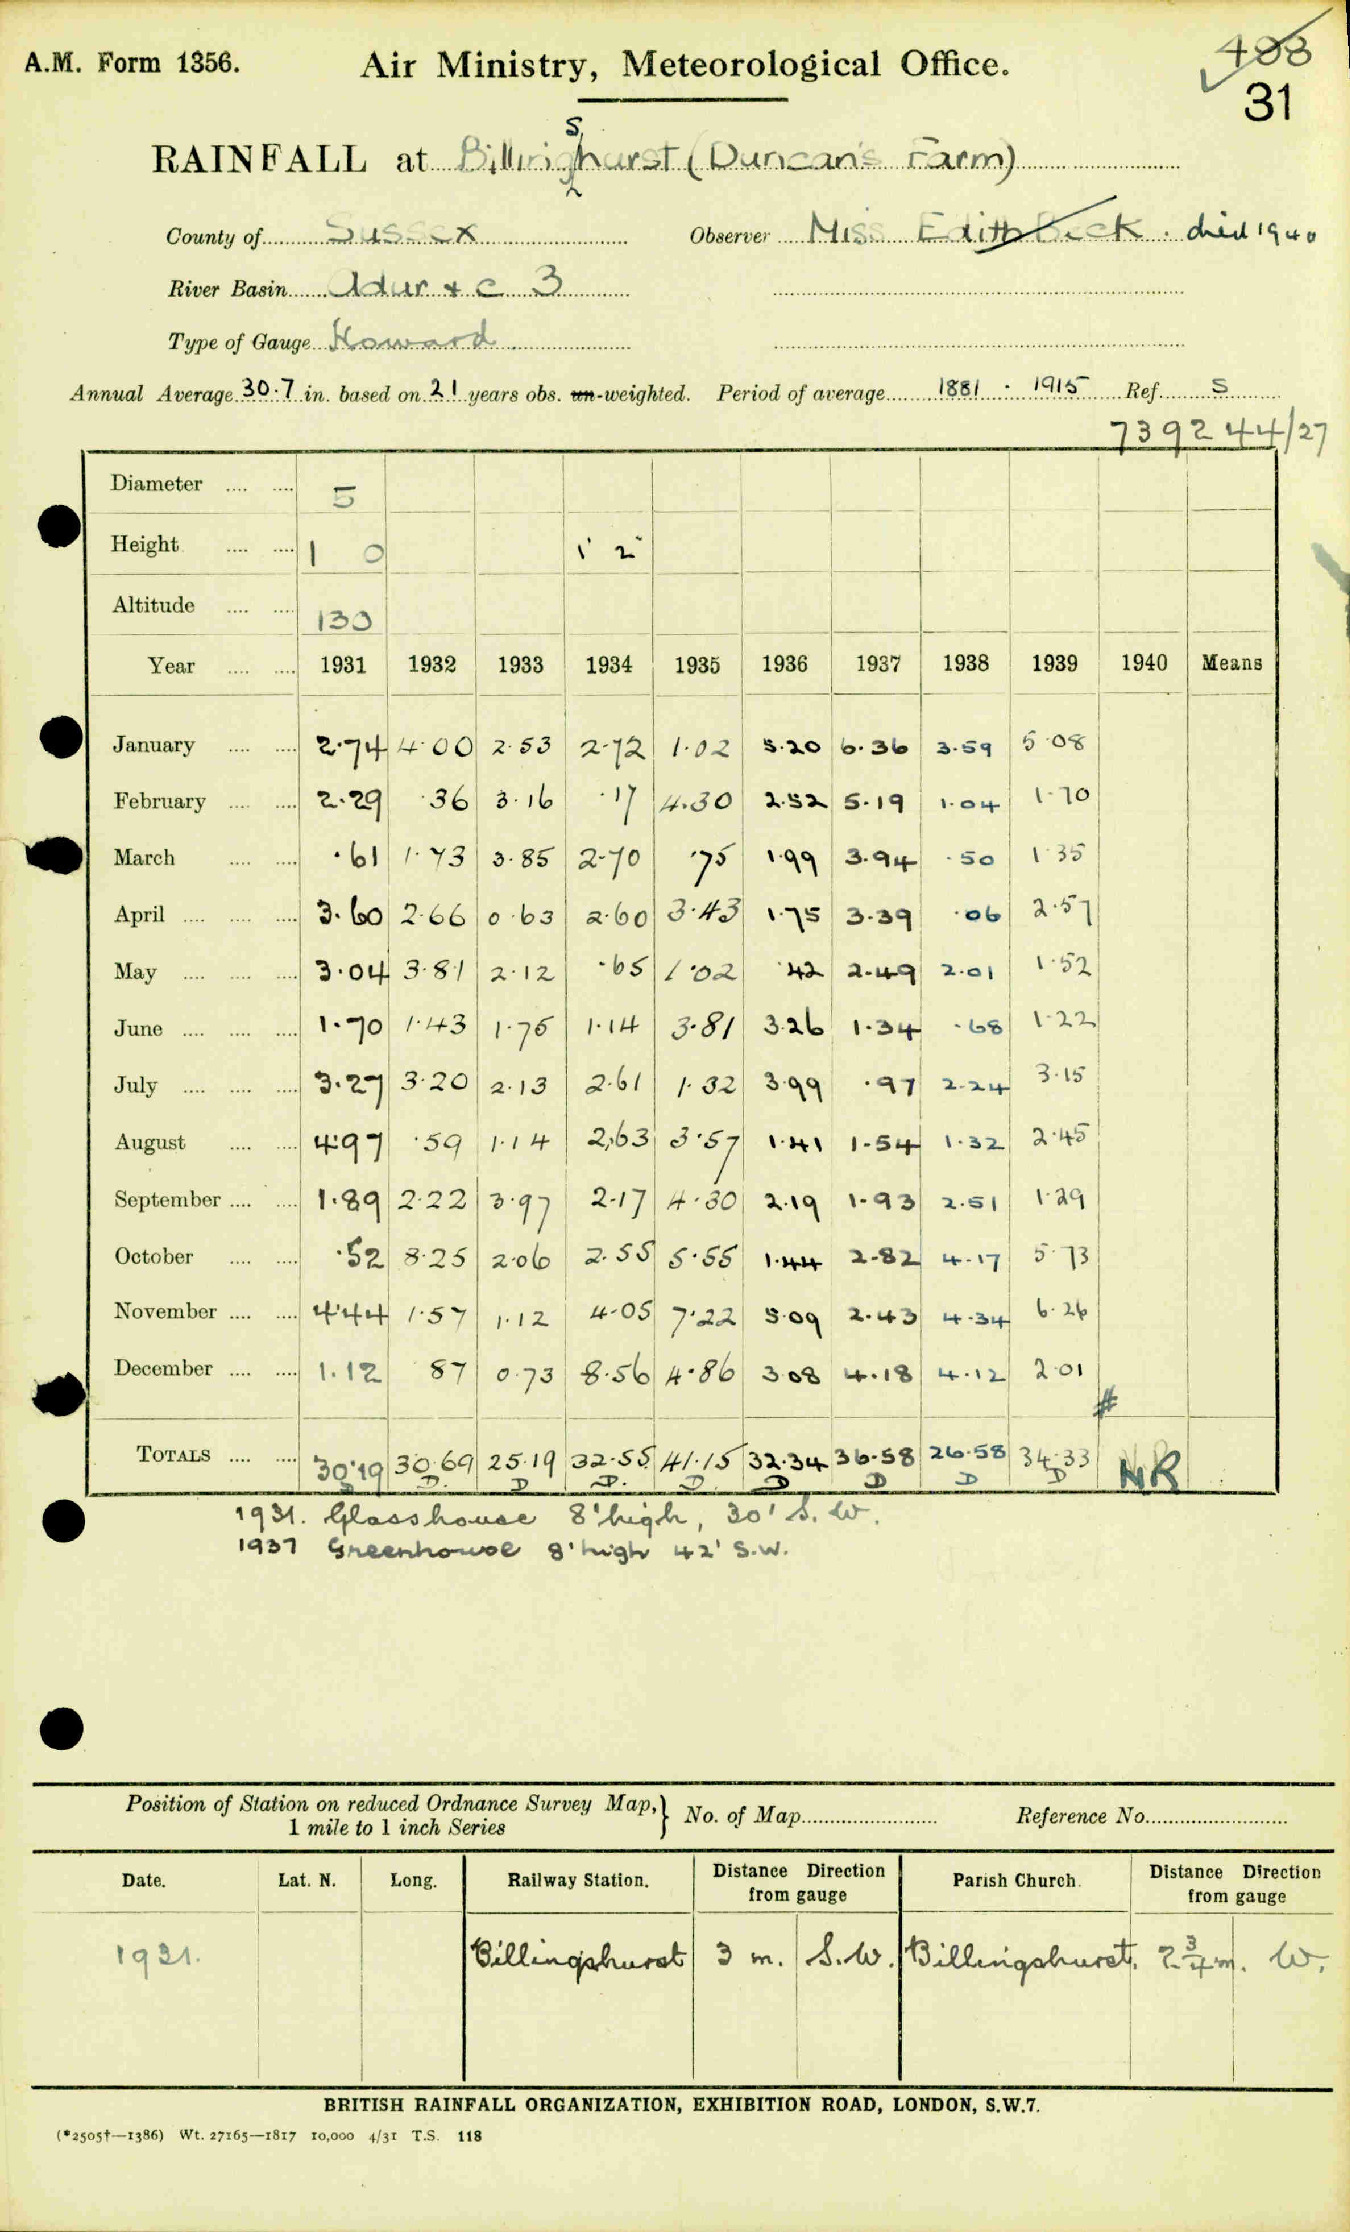 A.M. Form 1356.
Air Ministry, Meteorological Office.
403
31
RAINFALL at Billingshurst (Duncan's Farm)
County of Sussex Observer Miss Edith Beck. died 1940
River Basin Adur & c 3
Type of Gauge Howard
Annual Average 30.7 in. based on 21 years obs. un-weighted. Period of average 1881 - 1915 Ref. S
739244/27
Diameter .... .... 5
Height .... .... 1 0 1' 2"
Altitude .... .... 130
Year .... .... 1931 1932 1933 1934 1935 1936 1937 1938 1939 1940 Means
January .... .... 2.74 4.00 2.53 2.72 1.02 5.20 6.36 3.59 5.08
February .... .... 2.29 .36 3.16 .17 4.30 2.52 5.19 1.04 1.70
March .... .... .61 1.73 3.85 2.70 .75 1.99 3.94 .50 1.35
April .... .... .... 3.60 2.66 0.63 2.60 3.43 1.75 3.39 .06 2.57
May .... .... .... 3.04 3.81 2.12 .65 1.02 .42 2.49 2.01 1.52
June .... .... .... 1.70 1.43 1.75 1.14 3.81 3.26 1.34 .68 1.22
July .... .... .... 3.27 3.20 2.13 2.61 1.32 3.99 .97 2.24 3.15
August .... .... 4.97 .59 1.14 2.63 3.57 1.41 1.54 1.32 2.45
September .... .... 1.89 2.22 3.97 2.17 4.30 2.19 1.93 2.51 1.29
October .... .... .52 8.25 2.06 2.55 5.55 1.44 2.82 4.17 5.73
November .... .... 4.44 1.57 1.12 4.05 7.22 5.09 2.43 4.34 6.26
December .... .... 1.12 87 0.73 8.56 4.86 3.08 4.18 4.12 2.01
#
TOTALS .... .... 30.19 30.69 25.19 32.55 41.15 32.34 36.58 26.58 34.33 NR
D. D D. D. D D D D
1931. Glasshouse 8' high, 30' S.W.
1937 Greenhouse 8' high 42' S.W.
Position of Station on reduced Ordnance Survey Map, } No. of Map Reference No.
1 mile to 1 inch Series
Date. Lat. N. Long. Railway Station. Distance Direction from gauge Parish Church. Distance Direction from gauge
1931. Billingshurst 3 m. S.W. Billingshurst. 2 3/4 m. W.
BRITISH RAINFALL ORGANIZATION, EXHIBITION ROAD, LONDON, S.W.7.
(*2505†—1386) Wt. 27165—1817 10,000 4/31 T.S. 118